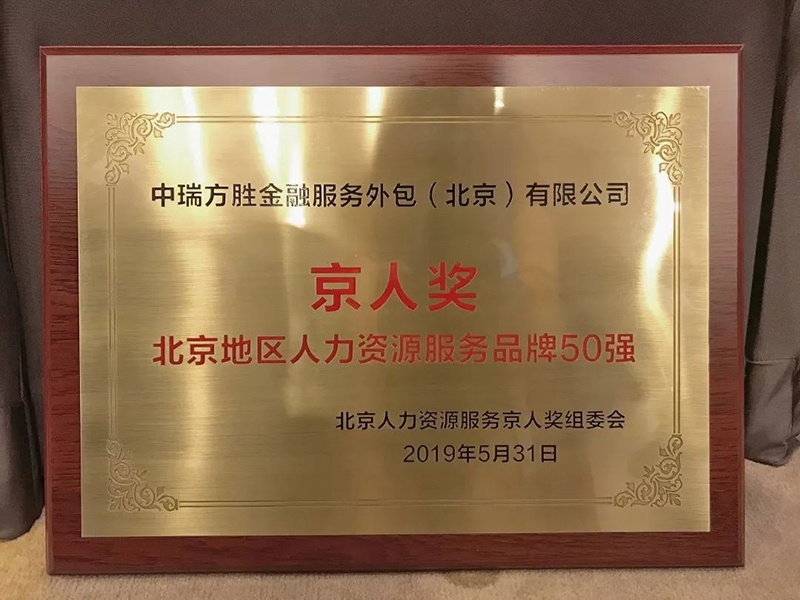 中瑞方胜金融服务外包（北京）有限公司
京人奖
北京地区人力资源服务品牌50强
北京人力资源服务京人奖组委会
2019年5月31日